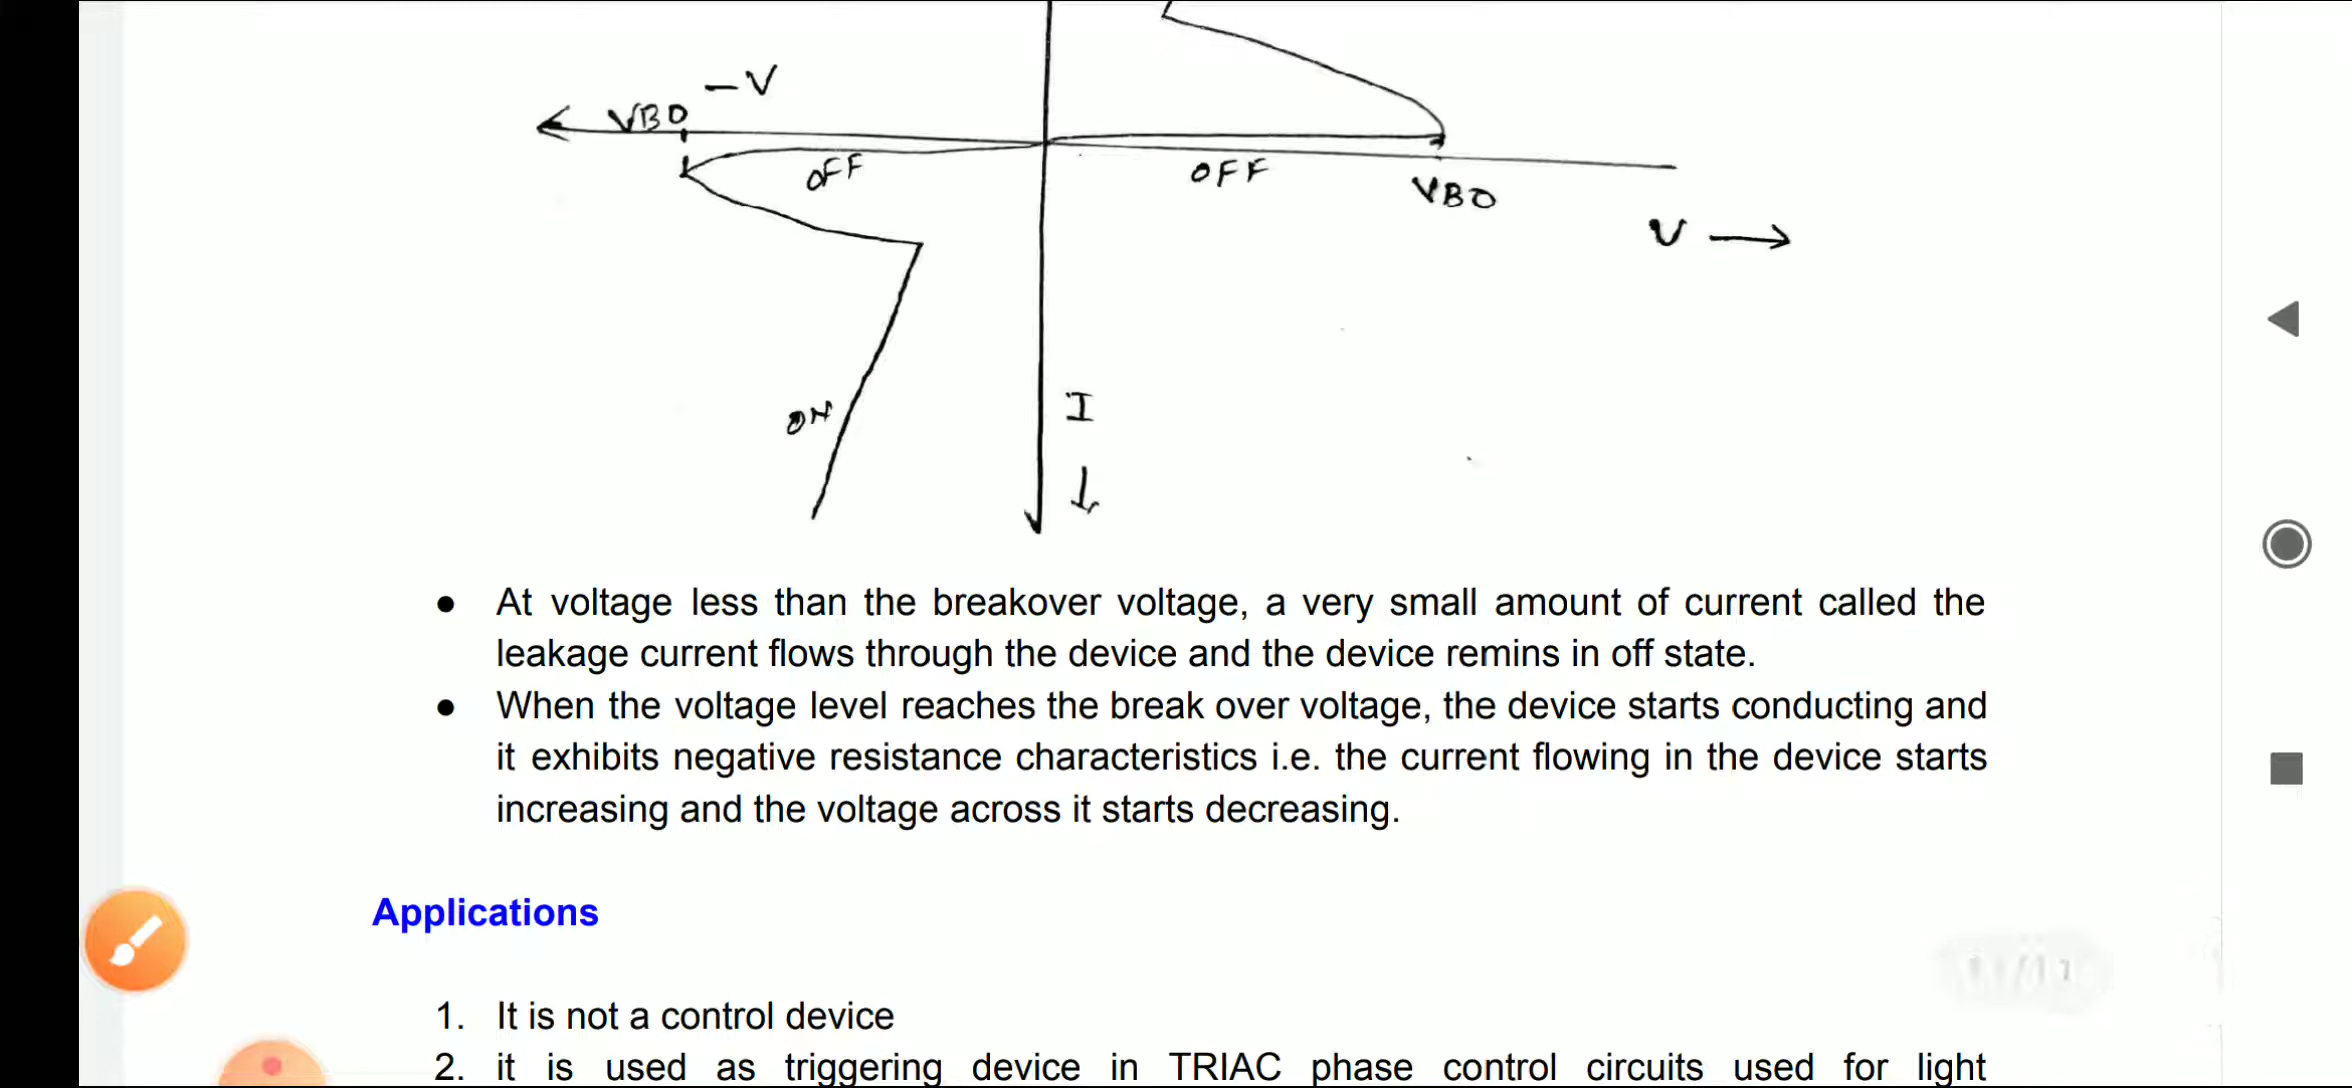 – V
VBO
OFF
OFF
VBO
V
ON
I
● At voltage less than the breakover voltage, a very small amount of current called the
leakage current flows through the device and the device remins in off state.
● When the voltage level reaches the break over voltage, the device starts conducting and
it exhibits negative resistance characteristics i.e. the current flowing in the device starts
increasing and the voltage across it starts decreasing.
Applications
1. It is not a control device
2. it is used as triggering device in TRIAC phase control circuits used for light